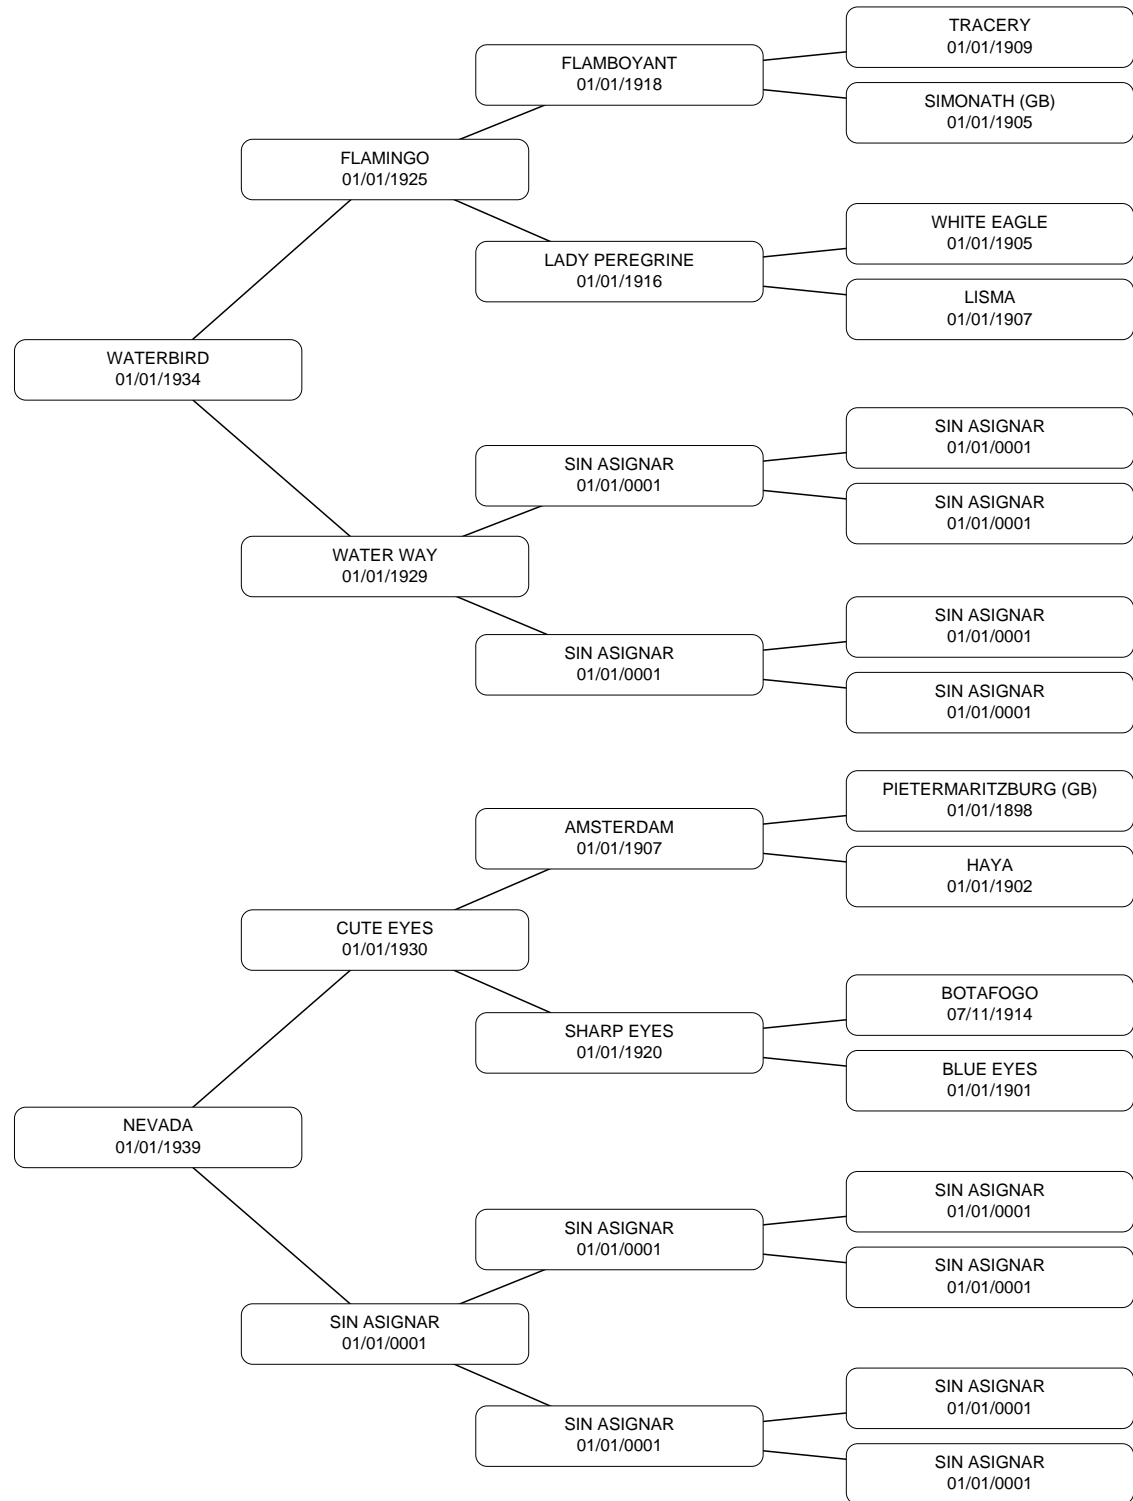 TRACERY
01/01/1909
FLAMBOYANT
01/01/1918
SIMONATH (GB)
01/01/1905
FLAMINGO
01/01/1925
WHITE EAGLE
01/01/1905
LADY PEREGRINE
01/01/1916
LISMA
01/01/1907
WATERBIRD
01/01/1934
SIN ASIGNAR
01/01/0001
SIN ASIGNAR
01/01/0001
SIN ASIGNAR
01/01/0001
WATER WAY
01/01/1929
SIN ASIGNAR
01/01/0001
SIN ASIGNAR
01/01/0001
SIN ASIGNAR
01/01/0001
PIETERMARITZBURG (GB)
01/01/1898
AMSTERDAM
01/01/1907
HAYA
01/01/1902
CUTE EYES
01/01/1930
BOTAFOGO
07/11/1914
SHARP EYES
01/01/1920
BLUE EYES
01/01/1901
NEVADA
01/01/1939
SIN ASIGNAR
01/01/0001
SIN ASIGNAR
01/01/0001
SIN ASIGNAR
01/01/0001
SIN ASIGNAR
01/01/0001
SIN ASIGNAR
01/01/0001
SIN ASIGNAR
01/01/0001
SIN ASIGNAR
01/01/0001